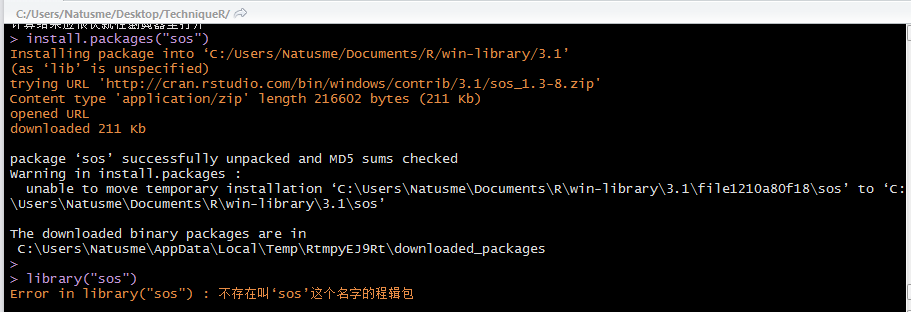 C:/Users/Natusme/Desktop/TechniqueR/
> install.packages("sos")
Installing package into ‘C:/Users/Natusme/Documents/R/win-library/3.1’
(as ‘lib’ is unspecified)
trying URL 'http://cran.rstudio.com/bin/windows/contrib/3.1/sos_1.3-8.zip'
Content type 'application/zip' length 216602 bytes (211 Kb)
opened URL
downloaded 211 Kb
package ‘sos’ successfully unpacked and MD5 sums checked
Warning in install.packages :
unable to move temporary installation ‘C:\Users\Natusme\Documents\R\win-library\3.1\file1210a80f18\sos’ to ‘C:
\Users\Natusme\Documents\R\win-library\3.1\sos’
The downloaded binary packages are in
C:\Users\Natusme\AppData\Local\Temp\RtmpyEJ9Rt\downloaded_packages
>
> library("sos")
Error in library("sos") : 不存在叫‘sos’这个名字的程辑包